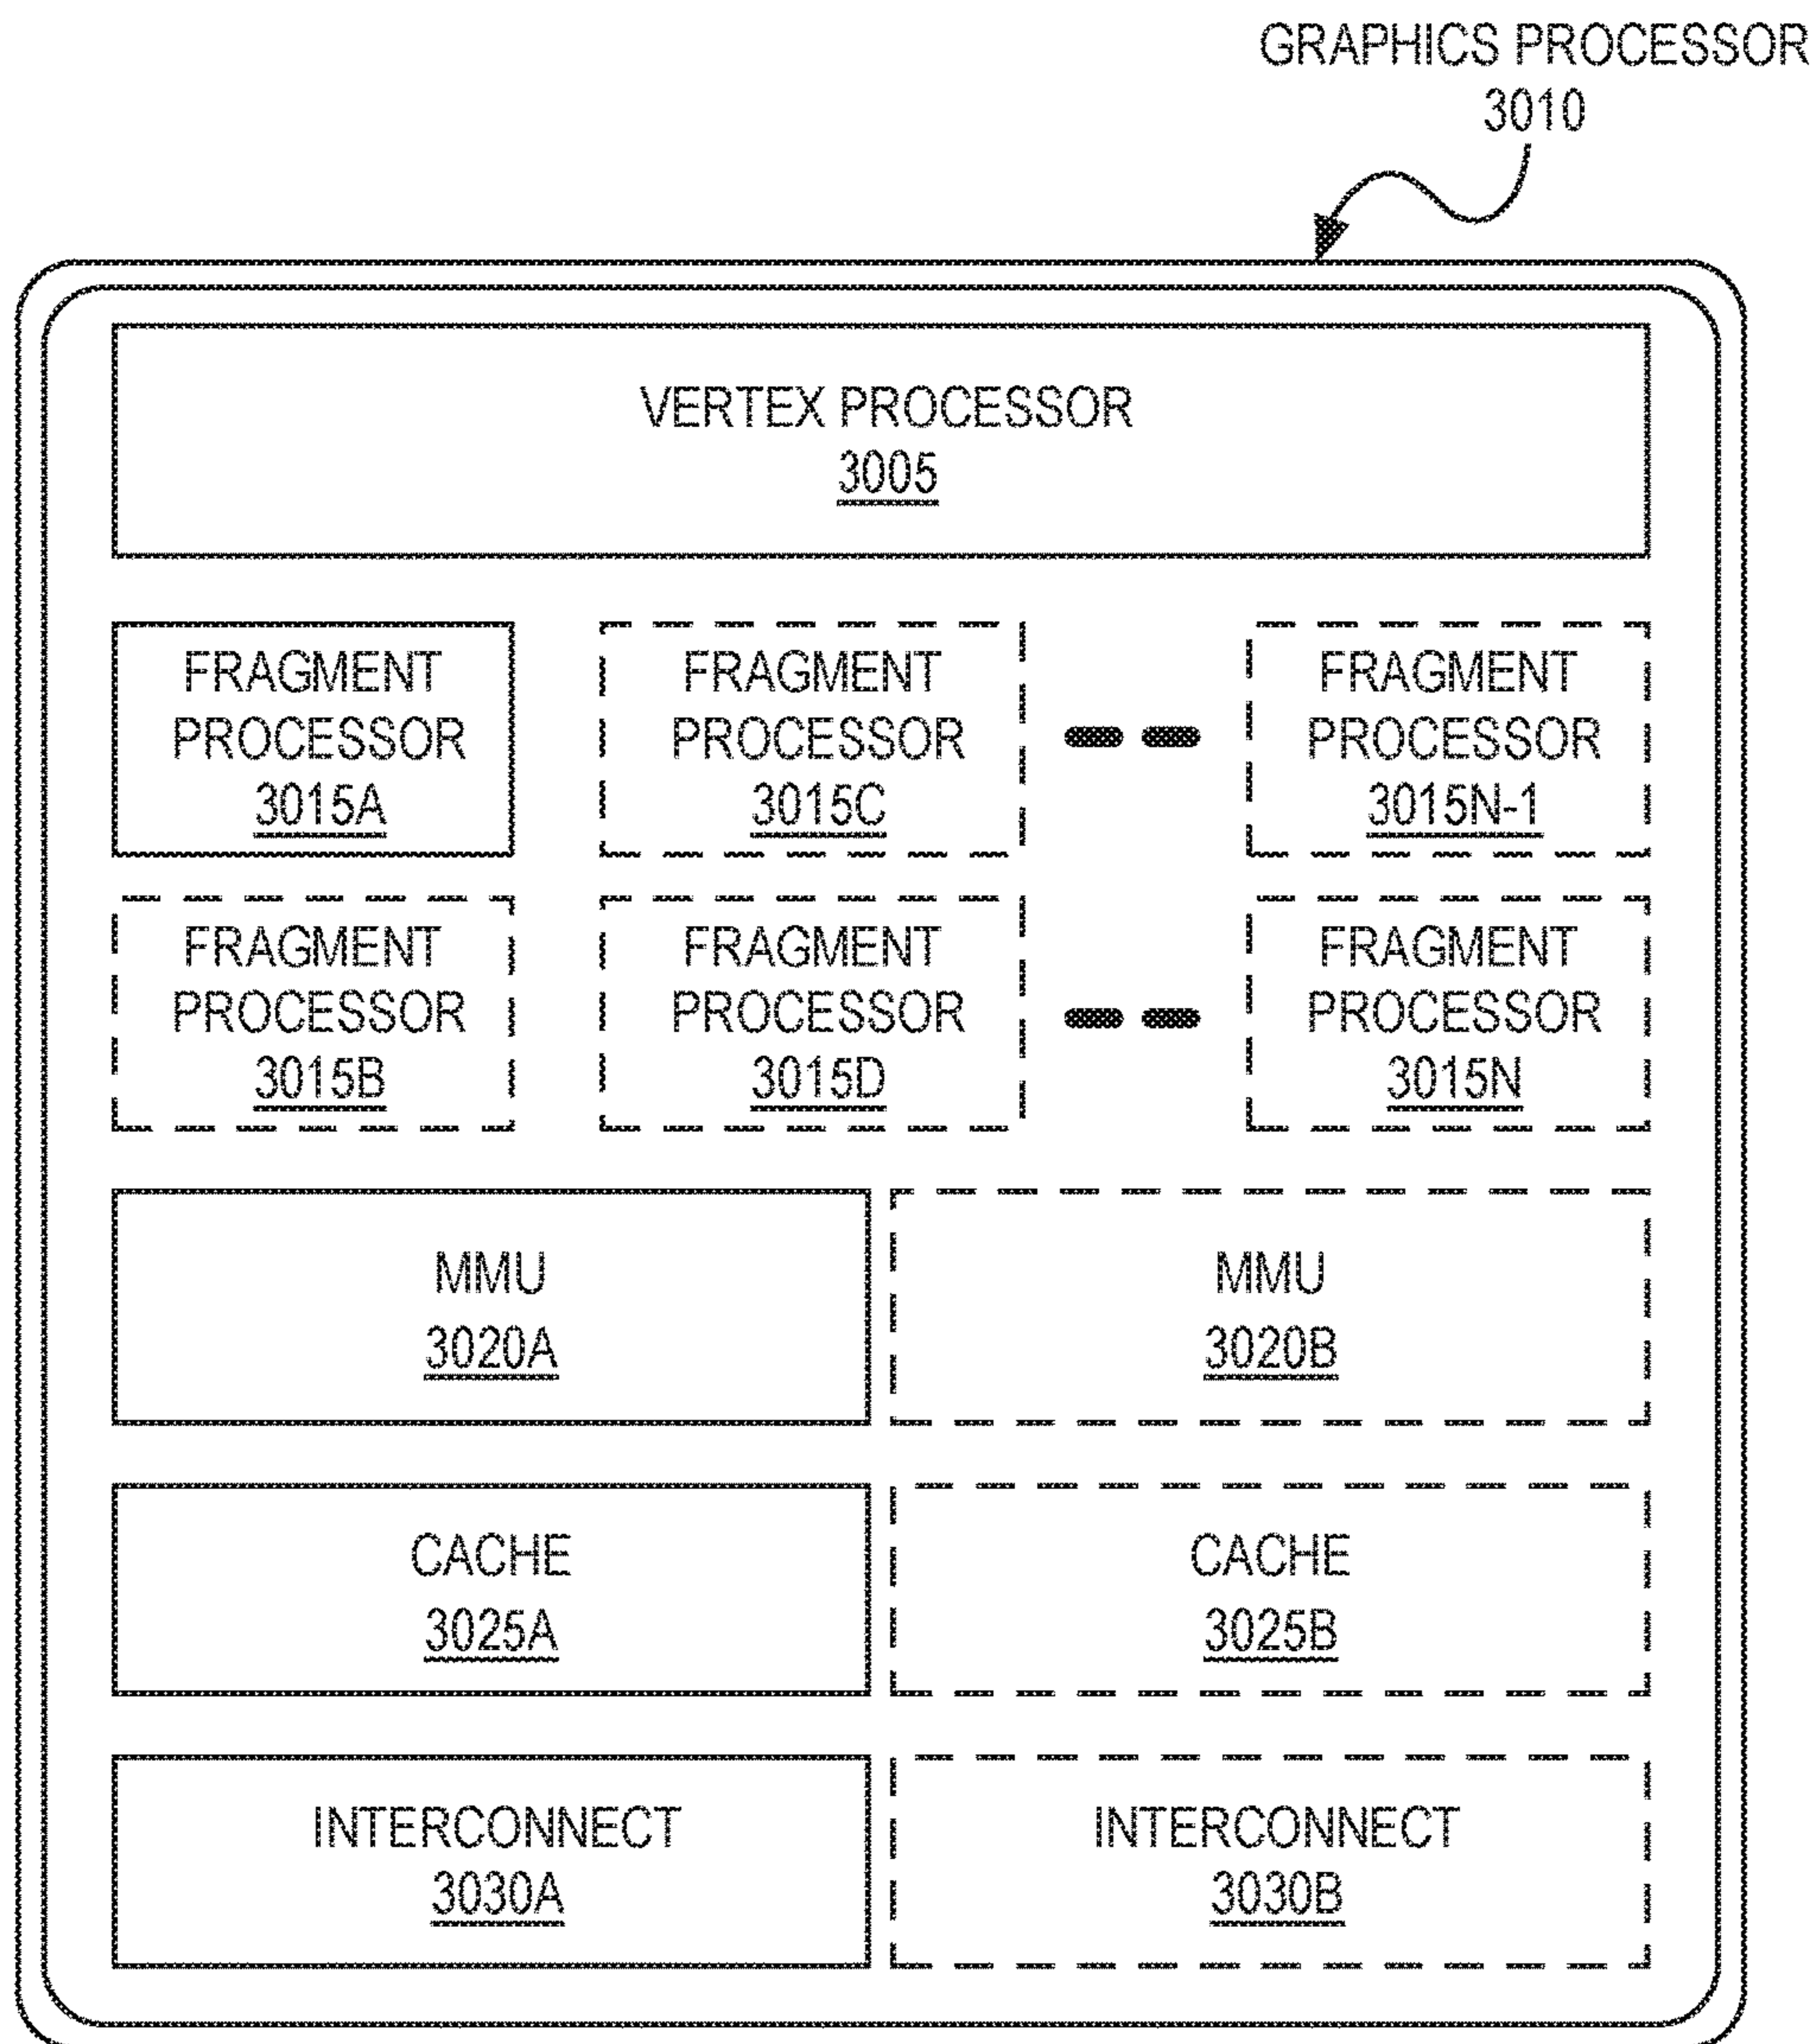 GRAPHICS PROCESSOR
3010
VERTEX PROCESSOR
3005
FRAGMENT
PROCESSOR
3015A
FRAGMENT
PROCESSOR
3015C
FRAGMENT
PROCESSOR
3015N-1
FRAGMENT
PROCESSOR
3015B
FRAGMENT
PROCESSOR
3015D
FRAGMENT
PROCESSOR
3015N
MMU
3020A
MMU
3020B
CACHE
3025A
CACHE
3025B
INTERCONNECT
3030A
INTERCONNECT
3030B